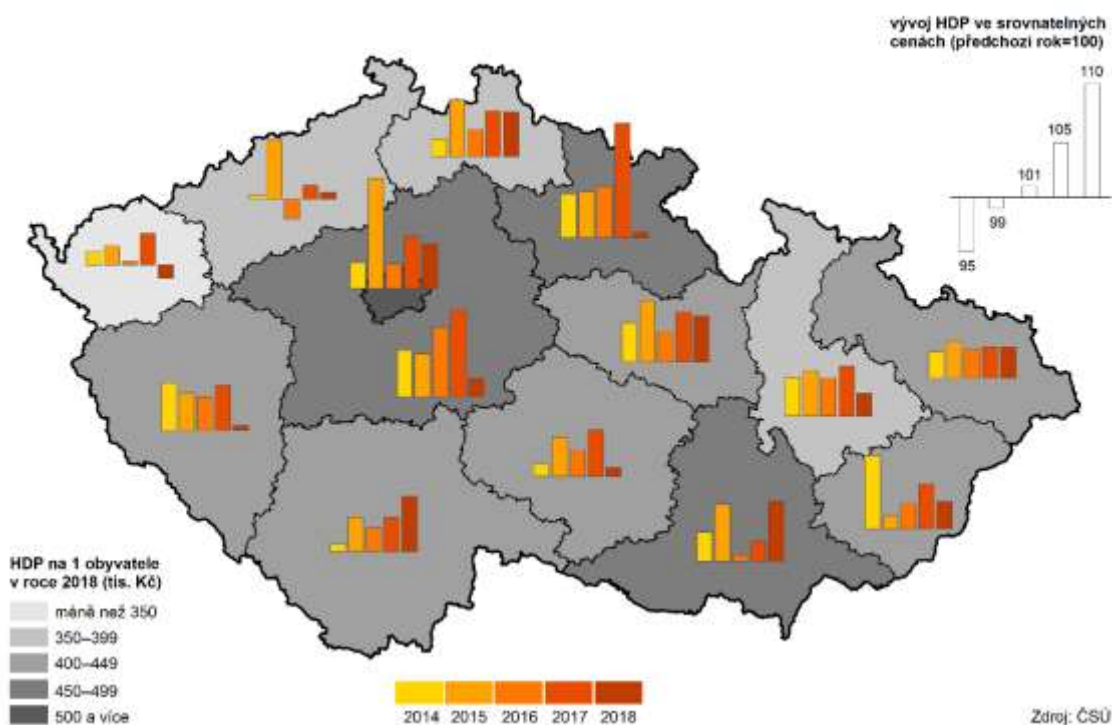 vývoj HDP ve srovnatelných
cenách (předchozí rok=100)
110
105
101
99
95
HDP na 1 obyvatele
v roce 2018 (tis. Kč)
méně než 350
350–399
400–449
450–499
500 a více
2014 2015 2016 2017 2018
Zdroj: ČSÚ